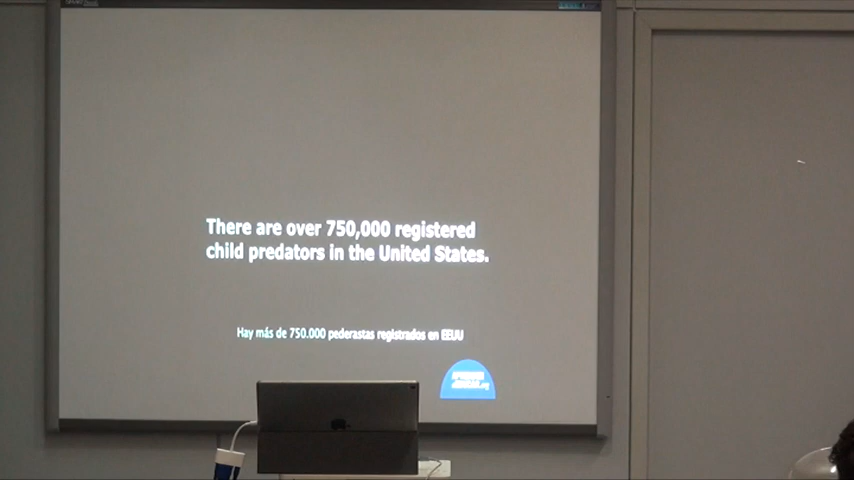 There are over 750,000 registered
child predators in the United States.
Hay más de 750.000 pederastas registrados en EEUU